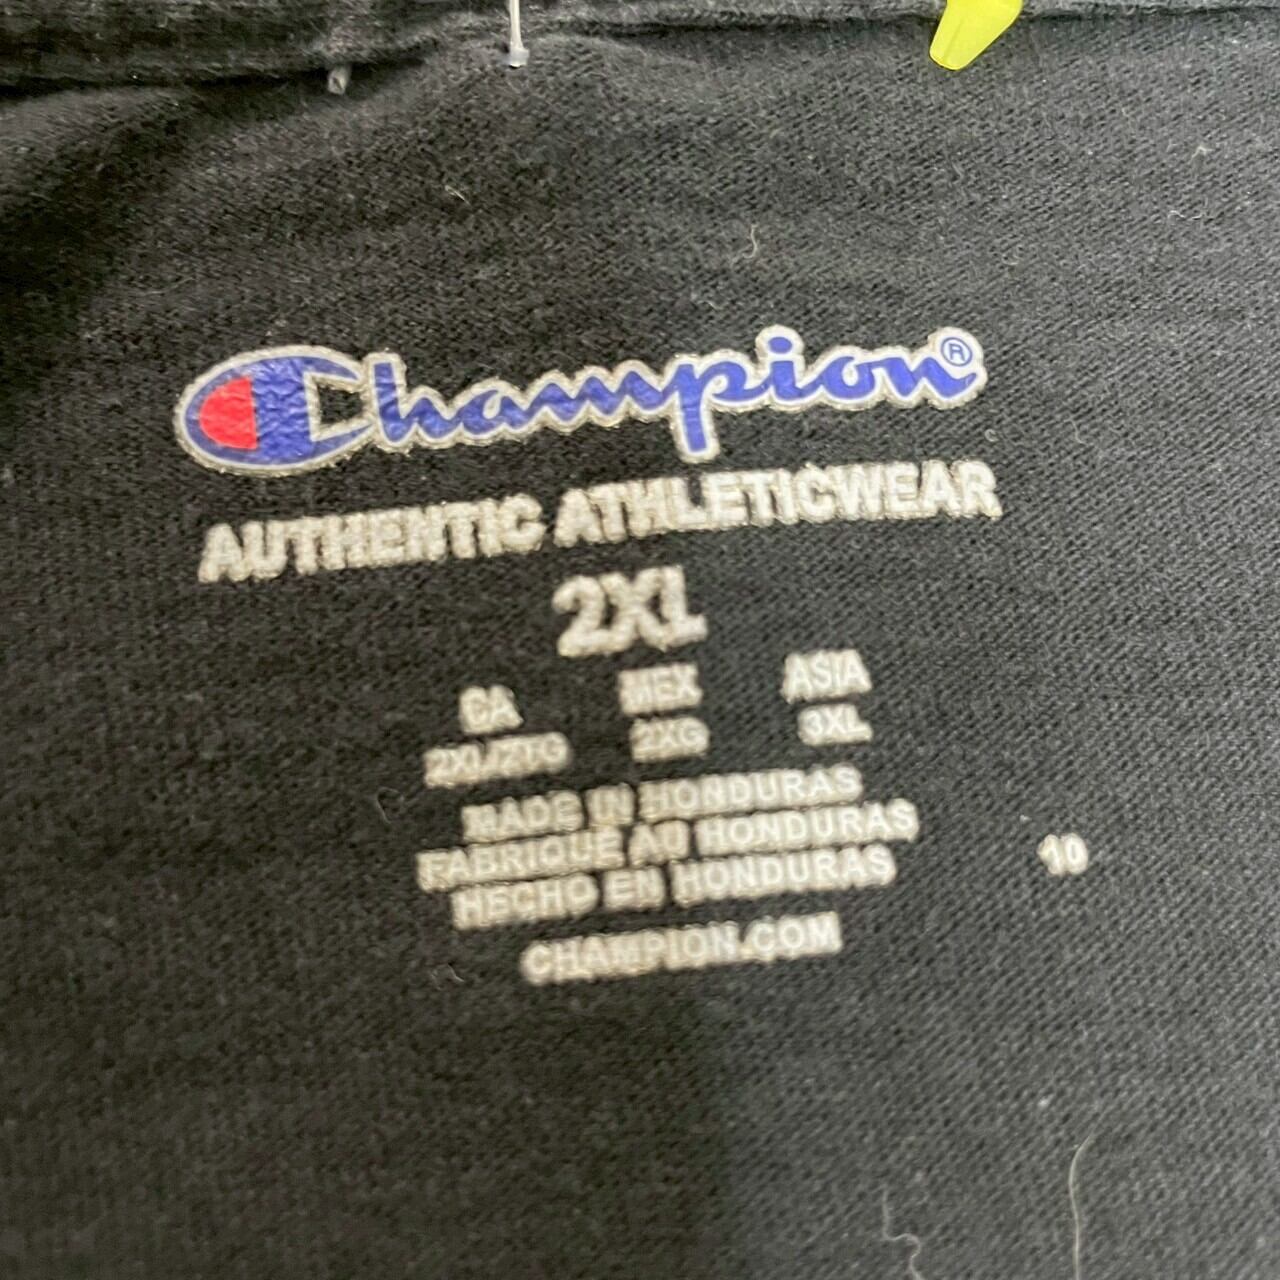 Champion®
AUTHENTIC ATHLETICWEAR
2XL
CA MEX ASIA
2XL/2TG 2XG 3XL
MADE IN HONDURAS
FABRIQUÉ AU HONDURAS
HECHO EN HONDURAS
10
CHAMPION.COM